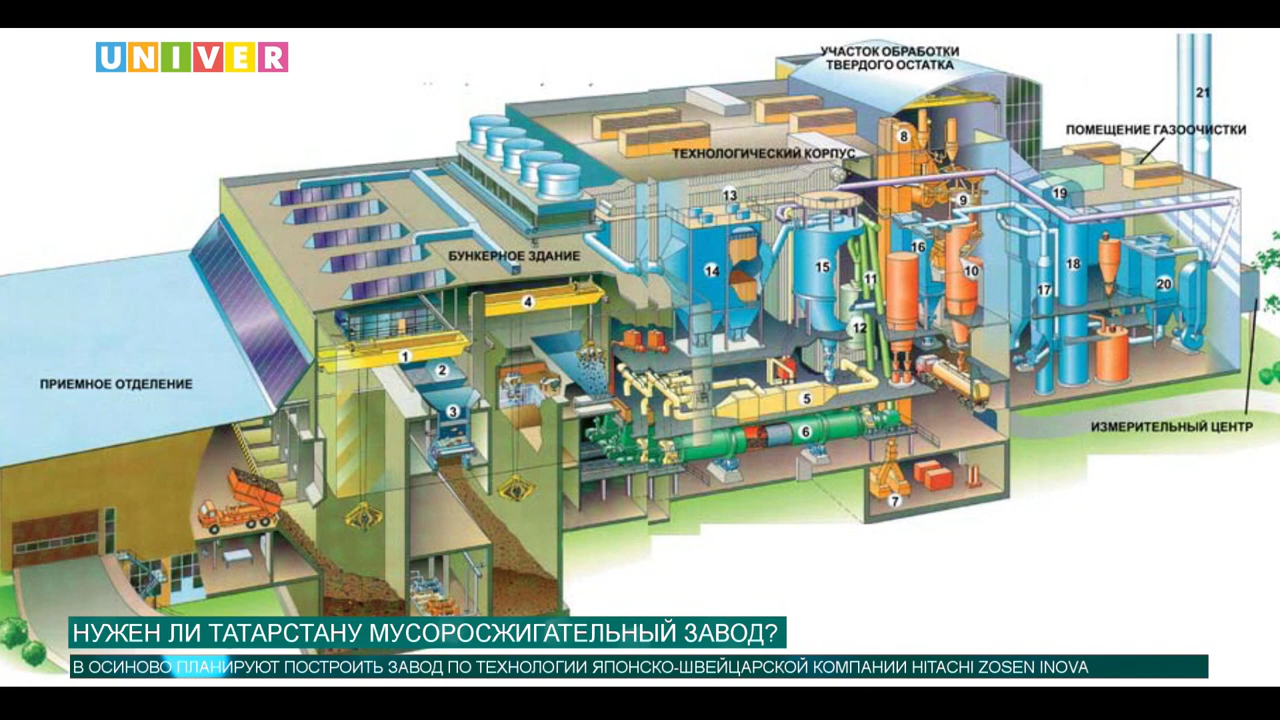 UNIVER
УЧАСТОК ОБРАБОТКИ
ТВЕРДОГО ОСТАТКА
21
ПОМЕЩЕНИЕ ГАЗООЧИСТКИ
8
ТЕХНОЛОГИЧЕСКИЙ КОРПУС
13
9
19
БУНКЕРНОЕ ЗДАНИЕ
16
14
15
11
10
18
17
20
4
12
1
2
ПРИЕМНОЕ ОТДЕЛЕНИЕ
3
5
6
ИЗМЕРИТЕЛЬНЫЙ ЦЕНТР
7
НУЖЕН ЛИ ТАТАРСТАНУ МУСОРОСЖИГАТЕЛЬНЫЙ ЗАВОД?
В ОСИНОВО ПЛАНИРУЮТ ПОСТРОИТЬ ЗАВОД ПО ТЕХНОЛОГИИ ЯПОНСКО-ШВЕЙЦАРСКОЙ КОМПАНИИ HITACHI ZOSEN INOVA